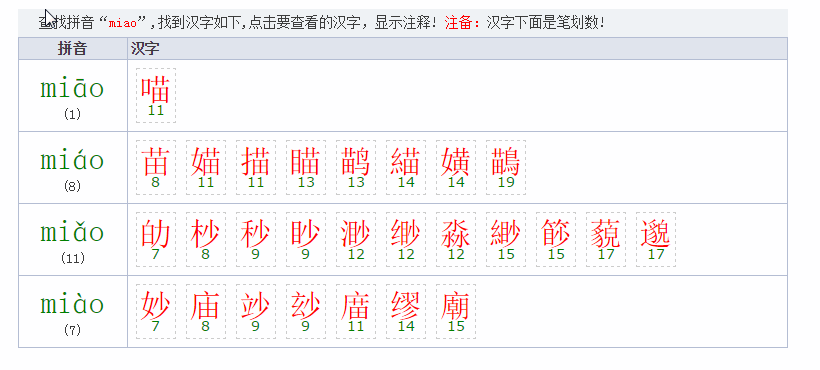 查找拼音“miao”,找到汉字如下,点击要查看的汉字，显示注释! 注备：汉字下面是笔划数!
拼音 汉字
miāo 喵
(1) 11
miáo 苗 媌 描 瞄 鹋 緢 嫹 鶓
(8) 8 11 11 13 13 14 14 19
miǎo 杪 秒 眇 渺 缈 淼 緲 篎 藐 邈
(11) 7 8 9 9 12 12 12 15 15 17 17
miào 妙 庙 竗 玅 庿 缪 廟
(7) 7 8 9 9 11 14 15